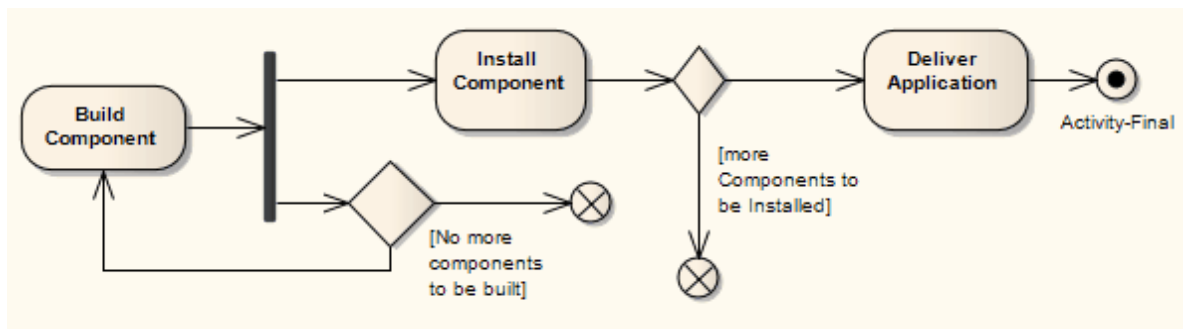 Build
Component
Install
Component
Deliver
Application
Activity-Final
[more
Components to
be Installed]
[No more
components
to be built]